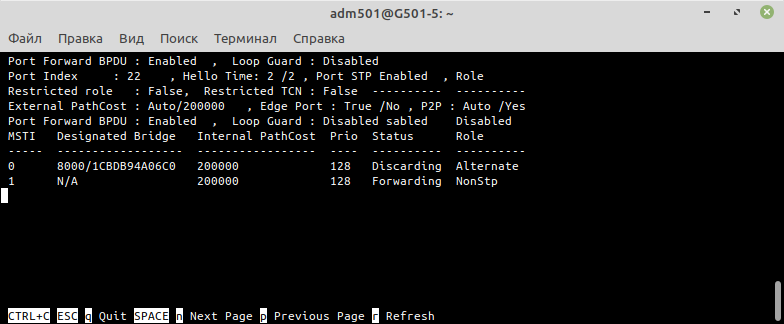 adm501@G501-5: ~
Файл Правка Вид Поиск Терминал Справка
Port Forward BPDU : Enabled  ,  Loop Guard : Disabled
Port Index     : 22    , Hello Time: 2 /2 , Port STP Enabled  , Role
Restricted role   : False,  Restricted TCN : False  ----------  ----------
External PathCost : Auto/200000   , Edge Port : True /No , P2P : Auto /Yes
Port Forward BPDU : Enabled  ,  Loop Guard : Disabled sabled    Disabled
MSTI   Designated Bridge   Internal PathCost  Prio  Status      Role
-----  ------------------  -----------------  ----  ----------  ----------
0      8000/1CBDB94A06C0   200000             128   Discarding  Alternate
1      N/A                 200000             128   Forwarding  NonStp
CTRL+C ESC q Quit SPACE n Next Page p Previous Page r Refresh